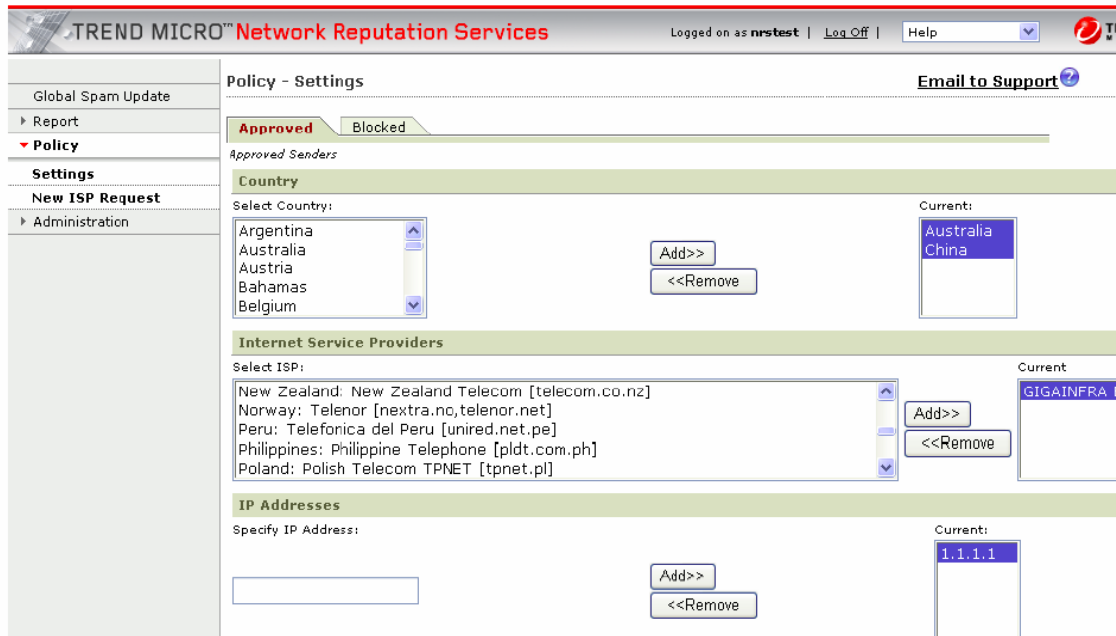 TREND MICRO™ Network Reputation Services
Logged on as nrstest | Log Off |
Help
Global Spam Update
Report
Policy
Settings
New ISP Request
Administration
Policy - Settings
Email to Support
Approved
Blocked
Approved Senders
Country
Select Country:
Argentina
Australia
Austria
Bahamas
Belgium
Add>>
<<Remove
Current:
Australia
China
Internet Service Providers
Select ISP:
New Zealand: New Zealand Telecom [telecom.co.nz]
Norway: Telenor [nextra.no,telenor.net]
Peru: Telefonica del Peru [unired.net.pe]
Philippines: Philippine Telephone [pldt.com.ph]
Poland: Polish Telecom TPNET [tpnet.pl]
Add>>
<<Remove
Current
GIGAINFRA
IP Addresses
Specify IP Address:
Add>>
<<Remove
Current:
1.1.1.1